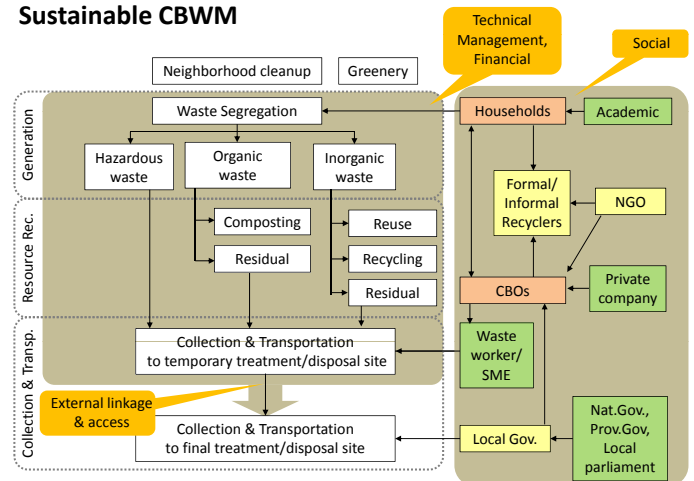 Sustainable CBWM
Technical
Management,
Financial
Social
Neighborhood cleanup
Greenery
Generation
Waste Segregation
Households
Academic
Hazardous
waste
Organic
waste
Inorganic
waste
Formal/
Informal
Recyclers
NGO
Resource Rec.
Composting
Reuse
Residual
Recycling
Residual
CBOs
Private
company
Collection & Transp.
Collection & Transportation
to temporary treatment/disposal site
Waste
worker/
SME
External linkage
& access
Collection & Transportation
to final treatment/disposal site
Local Gov.
Nat.Gov.,
Prov.Gov,
Local
parliament